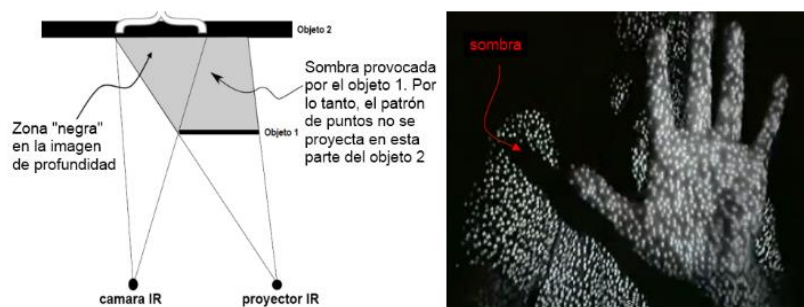 Objeto 2
Zona "negra"
en la imagen
de profundidad
Sombra provocada
por el objeto 1. Por
lo tanto, el patrón
de puntos no se
proyecta en esta
parte del objeto 2
Objeto 1
camara IR
proyector IR
sombra